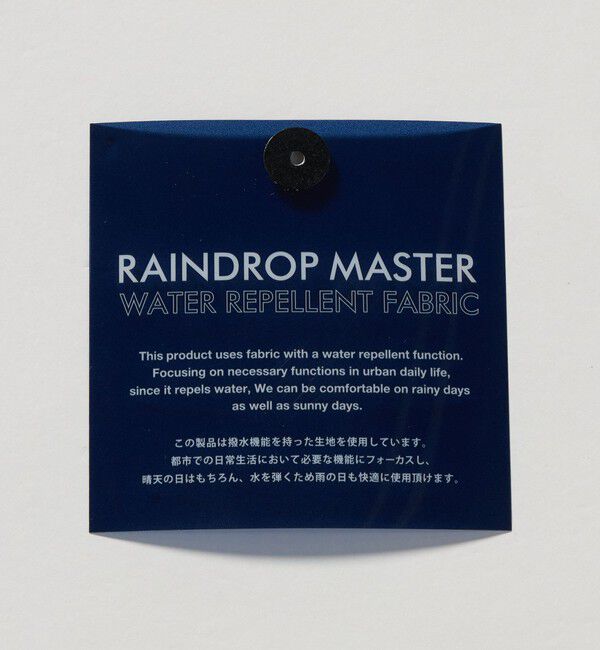 RAINDROP MASTER
WATER REPELLENT FABRIC
This product uses fabric with a water repellent function.
Focusing on necessary functions in urban daily life,
since it repels water, We can be comfortable on rainy days
as well as sunny days.
この製品は撥水機能を持った生地を使用しています。
都市での日常生活において必要な機能にフォーカスし、
晴天の日はもちろん、水を弾くため雨の日も快適に使用頂けます。